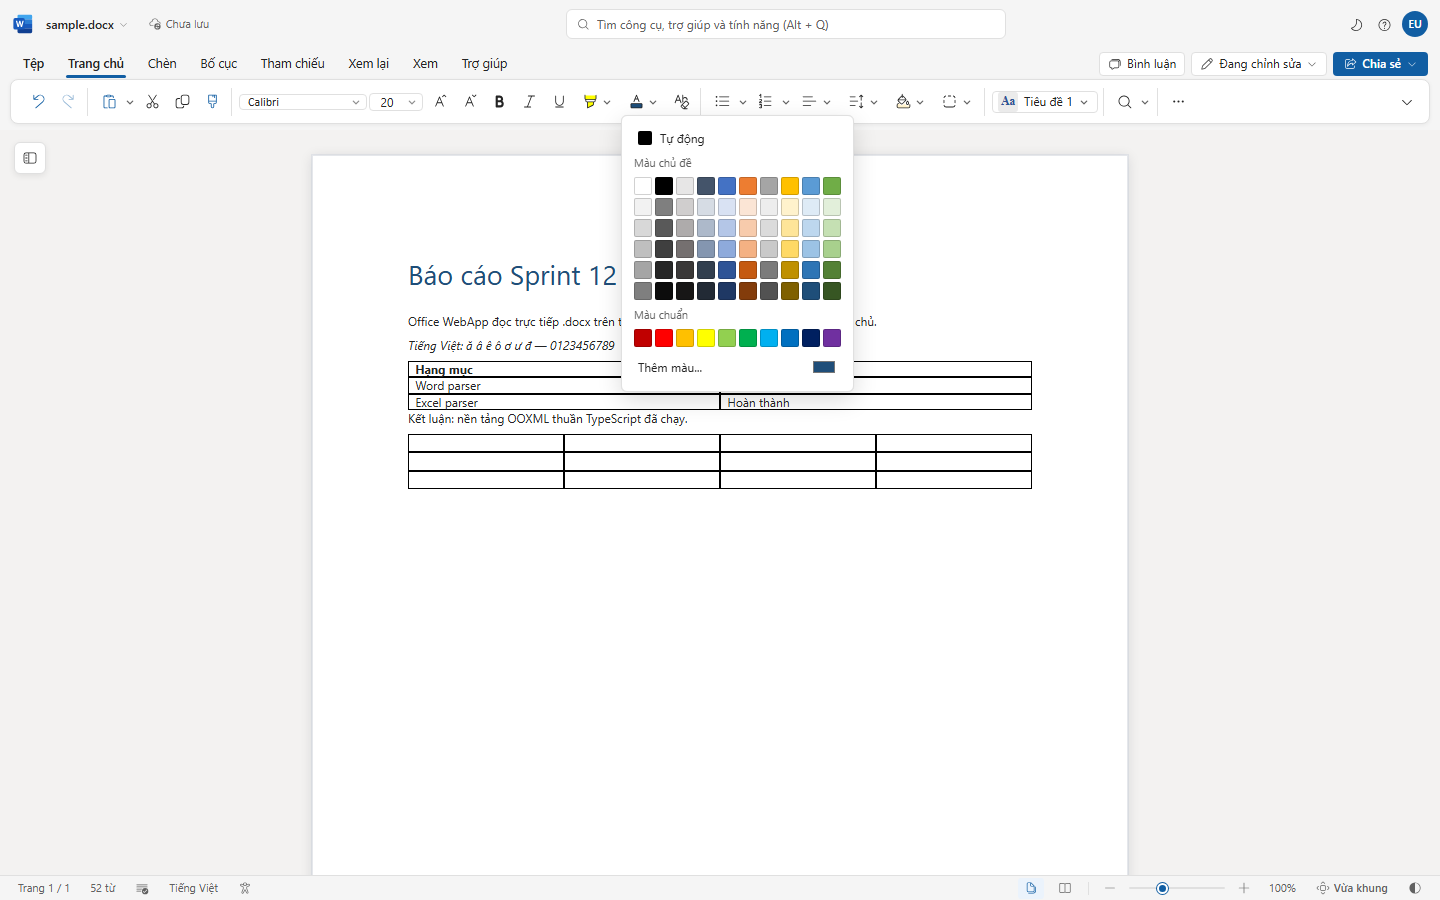 sample.docx
Chưa lưu
Tìm công cụ, trợ giúp và tính năng (Alt + Q)
EU
Tệp
Trang chủ
Chèn
Bố cục
Tham chiếu
Xem lại
Xem
Trợ giúp
Bình luận
Đang chỉnh sửa
Chia sẻ
Calibri
20
Aa Tiêu đề 1
Tự động
Màu chủ đề
Màu chuẩn
Thêm màu...
Báo cáo Sprint 12
Office WebApp đọc trực tiếp .docx trên
chủ.
Tiếng Việt: ă â ê ô ơ ư đ — 0123456789
Hạng mục
Word parser
Excel parser
Hoàn thành
Kết luận: nền tảng OOXML thuần TypeScript đã chạy.
Trang 1 / 1
52 từ
Tiếng Việt
100%
Vừa khung